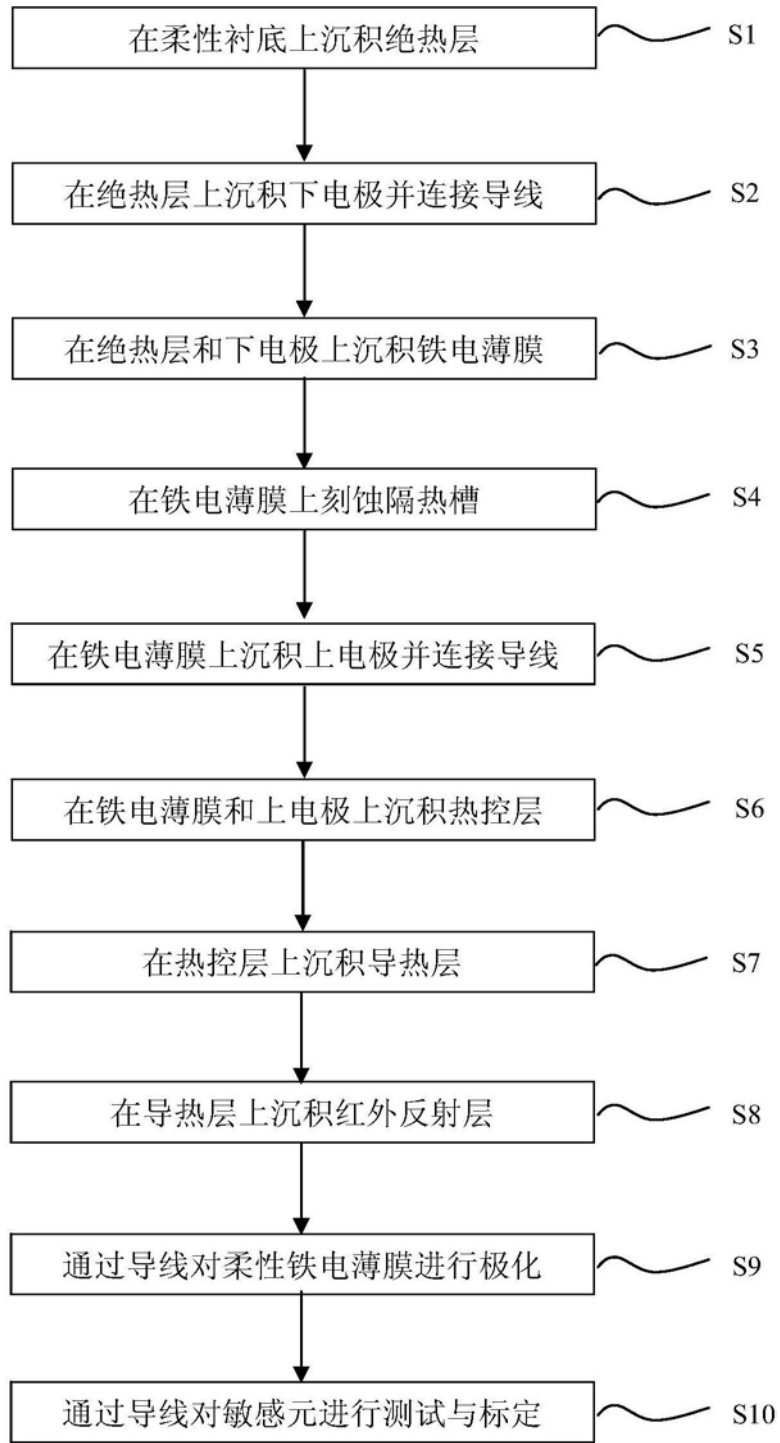 在柔性衬底上沉积绝热层 S1
在绝热层上沉积下电极并连接导线 S2
在绝热层和下电极上沉积铁电薄膜 S3
在铁电薄膜上刻蚀隔热槽 S4
在铁电薄膜上沉积上电极并连接导线 S5
在铁电薄膜和上电极上沉积热控层 S6
在热控层上沉积导热层 S7
在导热层上沉积红外反射层 S8
通过导线对柔性铁电薄膜进行极化 S9
通过导线对敏感元进行测试与标定 S10